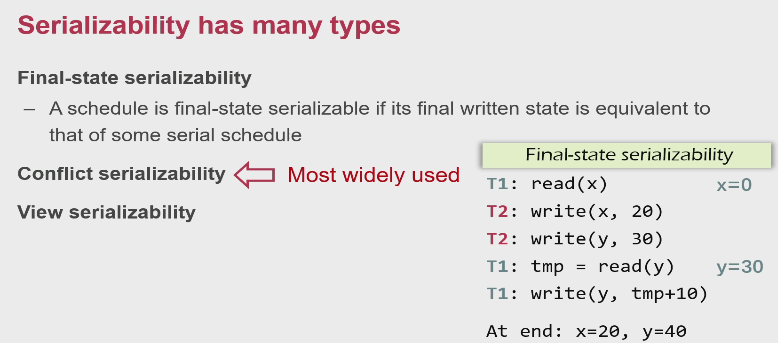 Serializability has many types
Final-state serializability
– A schedule is final-state serializable if its final written state is equivalent to
that of some serial schedule
Conflict serializability Most widely used
View serializability
Final-state serializability
T1: read(x) x=0
T2: write(x, 20)
T2: write(y, 30)
T1: tmp = read(y) y=30
T1: write(y, tmp+10)
At end: x=20, y=40